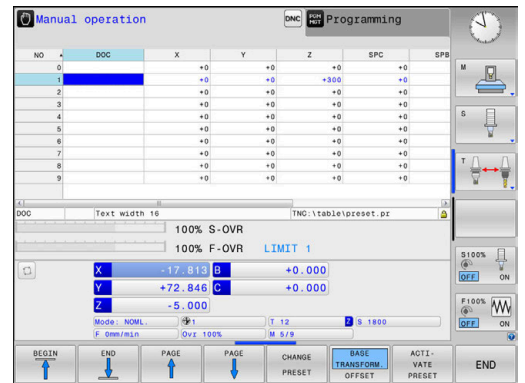 Manual operation
DNC
PGM MGT
Programming
NO DOC X Y Z SPC SPB
0 +0 +0 +0 +0
1 +0 +0 +300 +0
2 +0 +0 +0 +0
3 +0 +0 +0 +0
4 +0 +0 +0 +0
5 +0 +0 +0 +0
6 +0 +0 +0 +0
7 +0 +0 +0 +0
8 +0 +0 +0 +0
9 +0 +0 +0 +0
DOC Text width 16 TNC:\table\preset.pr
100% S-OVR
100% F-OVR LIMIT 1
X -17.813 B +0.000
Y +72.846 C +0.000
Z -5.000
Mode: NOML. 1 T 12 Z S 1800
F 0mm/min Ovr 100% M 5/9
M
S
T
S100%
OFF ON
F100%
OFF ON
BEGIN
END
PAGE
PAGE
CHANGE
PRESET
BASE
TRANSFORM.
OFFSET
ACTI-
VATE
PRESET
END